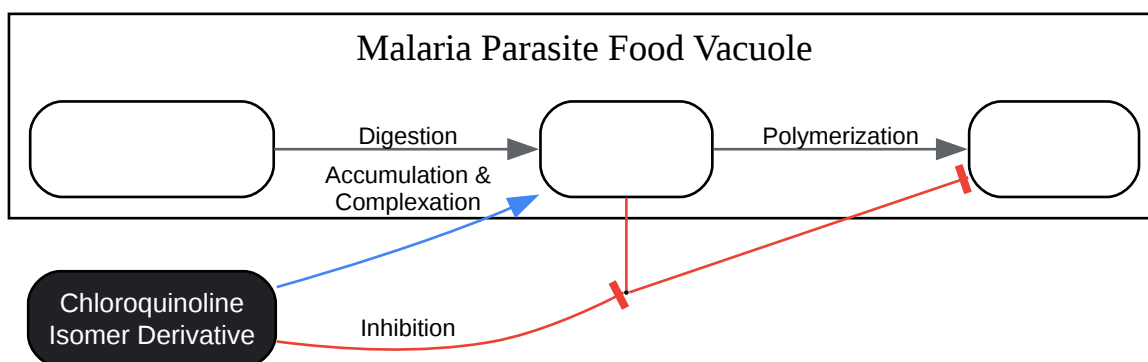 Malaria Parasite Food Vacuole
Digestion
Polymerization
Accumulation &
Complexation
Chloroquinoline
Isomer Derivative
Inhibition